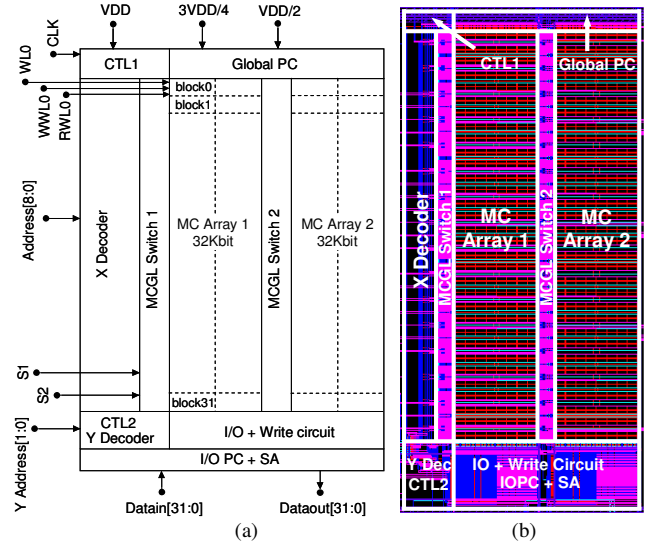 VDD
3VDD/4
VDD/2
CLK
WL0
WWL0
RWL0
CTL1
Global PC
block0
block1
Address[8:0]
X Decoder
MCGL Switch 1
MC Array 1
32Kbit
MCGL Switch 2
MC Array 2
32Kbit
S1
S2
block31
Y Address[1:0]
CTL2
Y Decoder
I/O + Write circuit
I/O PC + SA
Datain[31:0]
Dataout[31:0]
(a)
CTL1
Global PC
X Decoder
MCGL Switch 1
MC
Array 1
MCGL Switch 2
MC
Array 2
Y Dec
CTL2
IO + Write Circuit
IOPC + SA
(b)